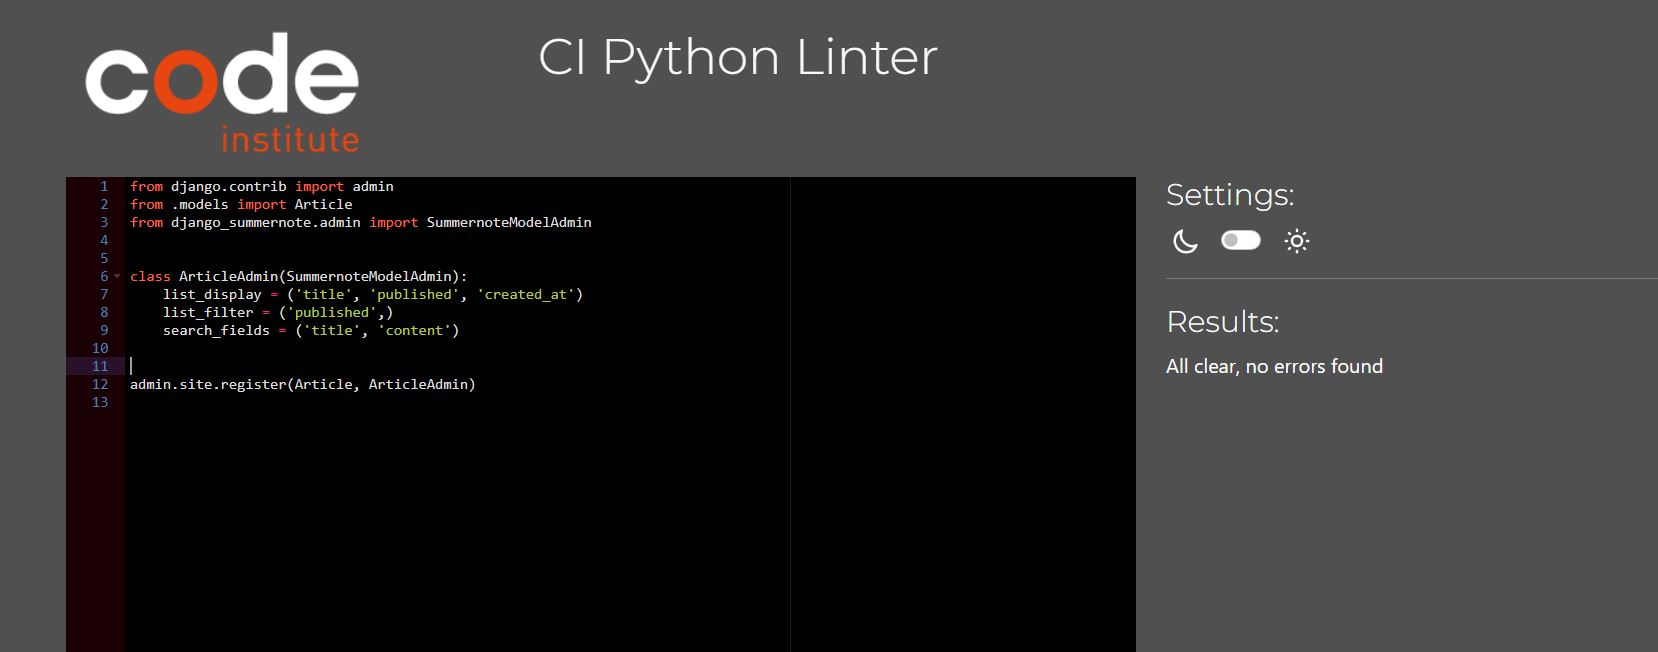 code
institute
CI Python Linter
1 from django.contrib import admin
2 from .models import Article
3 from django_summernote.admin import SummernoteModelAdmin
4
5
6 class ArticleAdmin(SummernoteModelAdmin):
7     list_display = ('title', 'published', 'created_at')
8     list_filter = ('published',)
9     search_fields = ('title', 'content')
10
11
12 admin.site.register(Article, ArticleAdmin)
13
Settings:
Results:
All clear, no errors found